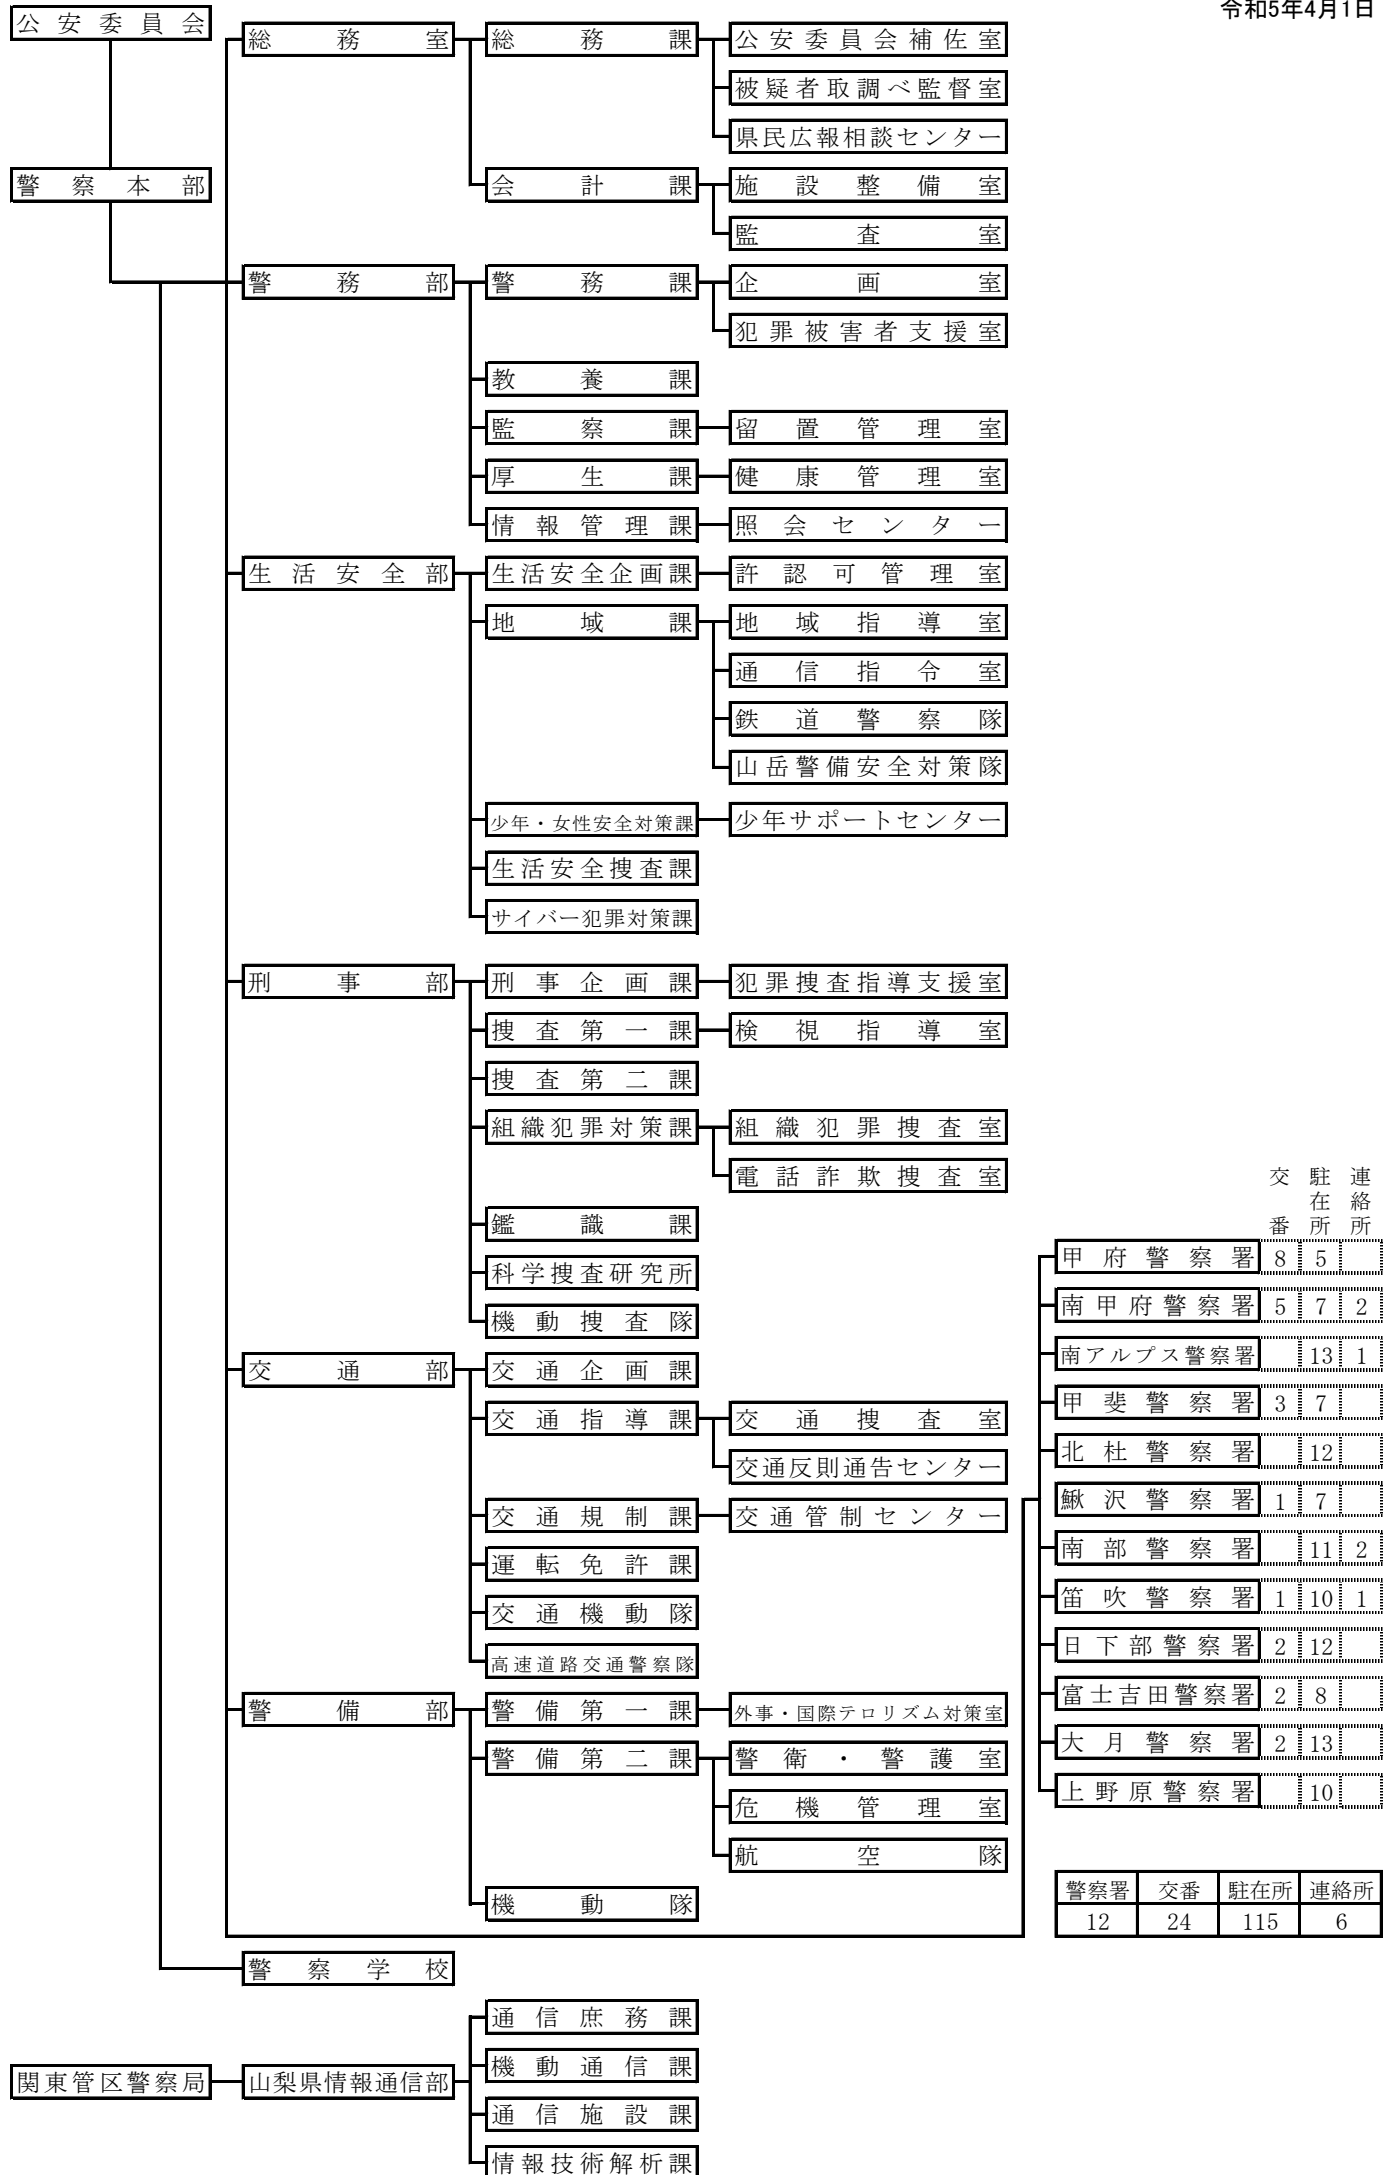 令和5年4月1日
公安委員会
総務室 総務課 公安委員会補佐室
被疑者取調べ監督室
県民広報相談センター
警察本部 会計課 施設整備室
監査室
警務部 警務課 企画室
犯罪被害者支援室
教養課
監察課 留置管理室
厚生課 健康管理室
情報管理課 照会センター
生活安全部 生活安全企画課 許認可管理室
地域課 地域指導室
通信指令室
鉄道警察隊
山岳警備安全対策隊
少年・女性安全対策課 少年サポートセンター
生活安全捜査課
サイバー犯罪対策課
刑事部 刑事企画課 犯罪捜査指導支援室
捜査第一課 検視指導室
捜査第二課
組織犯罪対策課 組織犯罪捜査室
電話詐欺捜査室
鑑識課
科学捜査研究所
機動捜査隊
交通部 交通企画課
交通指導課 交通捜査室
交通反則通告センター
交通規制課 交通管制センター
運転免許課
交通機動隊
高速道路交通警察隊
警備部 警備第一課 外事・国際テロリズム対策室
警備第二課 警衛・警護室
危機管理室
航空隊
機動隊
交番 駐在所 連絡所
甲府警察署 8 5
南甲府警察署 5 7 2
南アルプス警察署 13 1
甲斐警察署 3 7
北杜警察署 12
鰍沢警察署 1 7
南部警察署 11 2
笛吹警察署 1 10 1
日下部警察署 2 12
富士吉田警察署 2 8
大月警察署 2 13
上野原警察署 10
警察署 交番 駐在所 連絡所
12 24 115 6
警察学校
関東管区警察局 山梨県情報通信部
通信庶務課
機動通信課
通信施設課
情報技術解析課